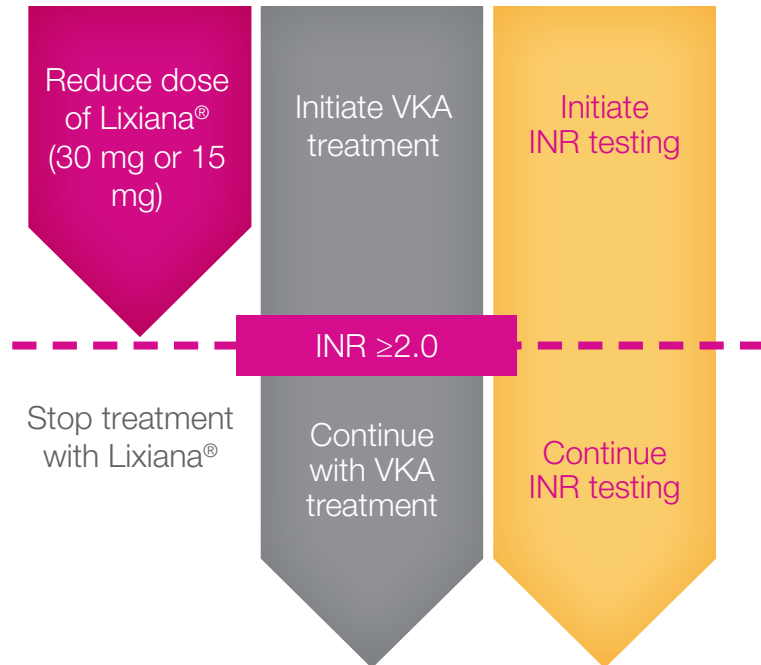 Reduce dose
of Lixiana®
(30 mg or 15
mg)
Initiate VKA
treatment
Initiate
INR testing
INR ≥2.0
Stop treatment
with Lixiana®
Continue
with VKA
treatment
Continue
INR testing